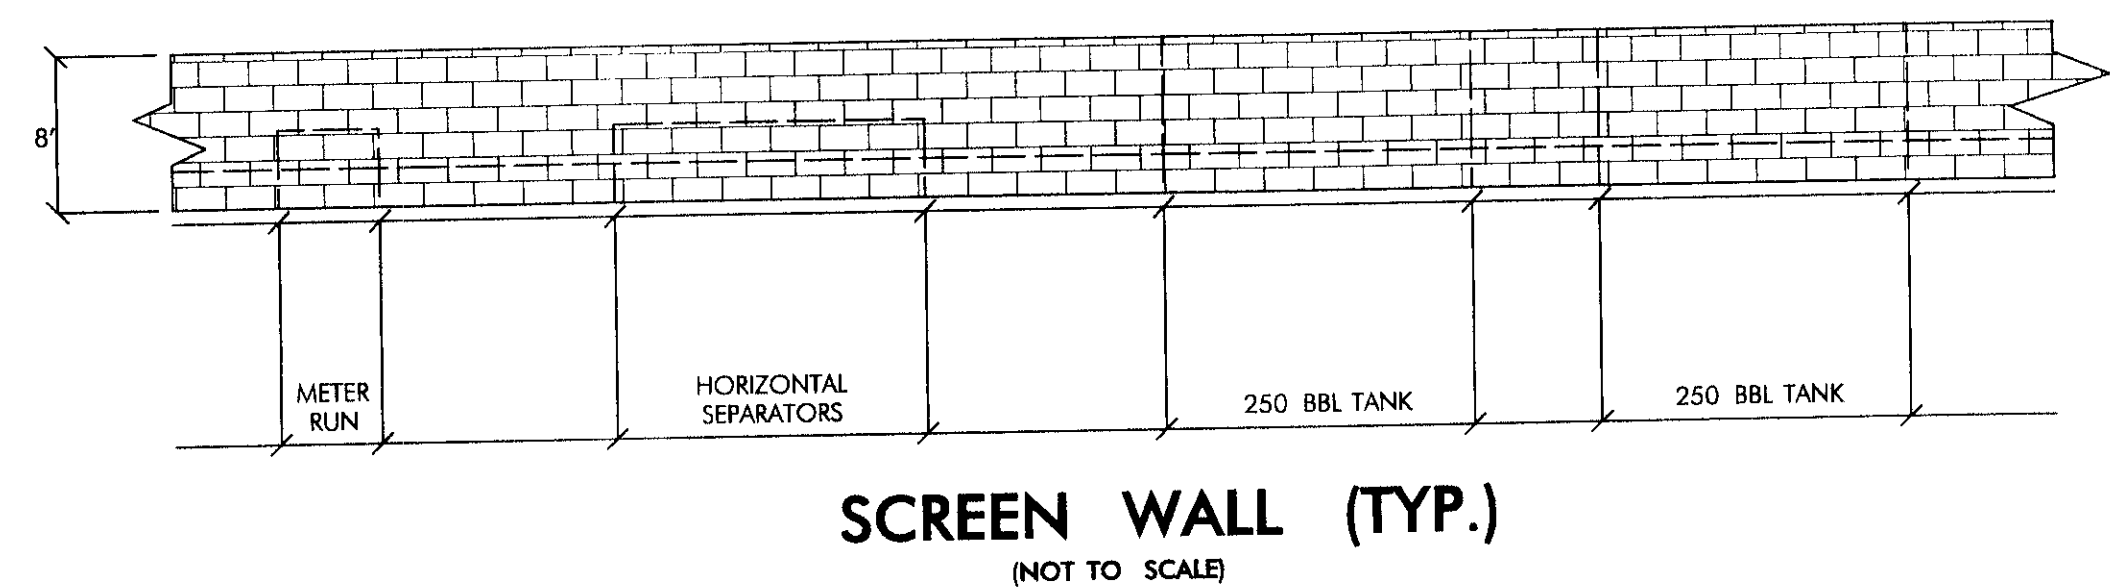 8'
METER
RUN
HORIZONTAL
SEPARATORS
250 BBL TANK
250 BBL TANK
SCREEN WALL (TYP.)
(NOT TO SCALE)